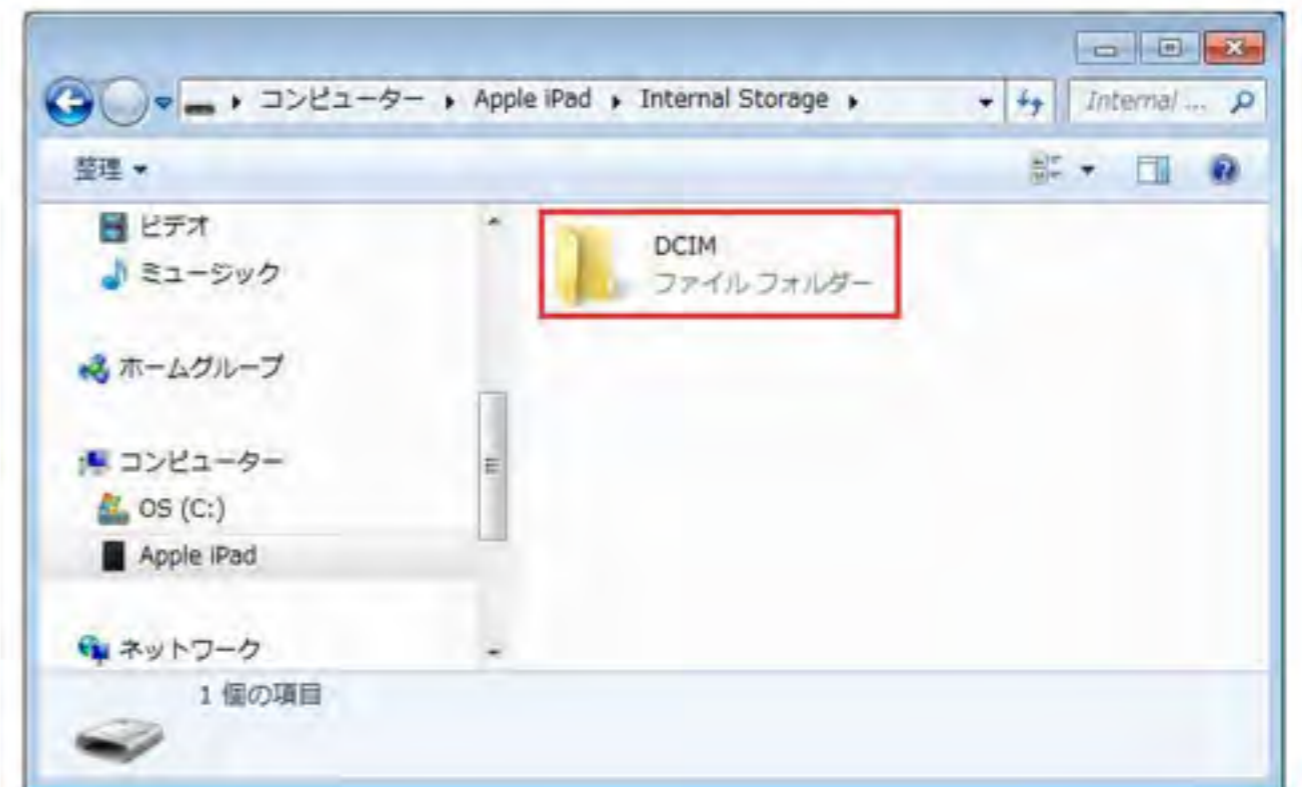 コンピューター Apple iPad Internal Storage Internal ...
整理
ビデオ
ミュージック
ホームグループ
コンピューター
OS (C:)
Apple iPad
ネットワーク
DCIM
ファイル フォルダー
1 個の項目